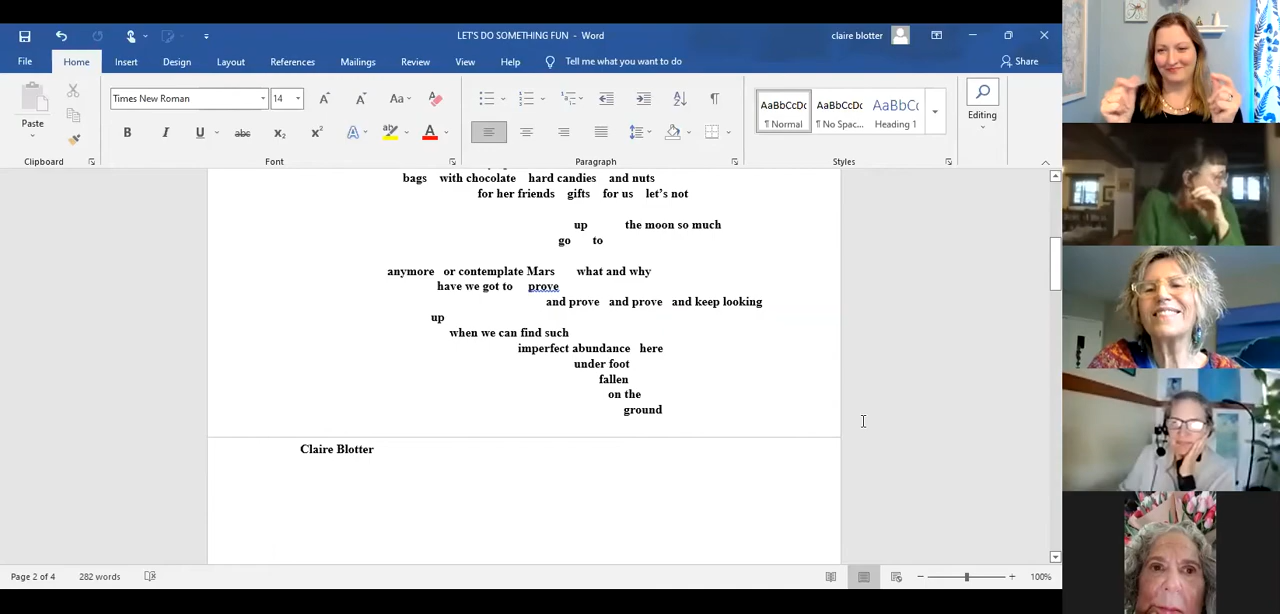 LET'S DO SOMETHING FUN - Word
claire blotter
File Home Insert Design Layout References Mailings Review View Help Tell me what you want to do
Share
Paste
Times New Roman 14
Aa
B I U abc x₂ x² A A
AaBbCcDc AaBbCcDc AaBbCc
¶ Normal ¶ No Spac... Heading 1
Editing
Clipboard Font Paragraph Styles
bags with chocolate hard candies and nuts
for her friends gifts for us let's not
up the moon so much
go to
anymore or contemplate Mars what and why
have we got to prove
and prove and prove and keep looking
up
when we can find such
imperfect abundance here
under foot
fallen
on the
ground
Claire Blotter
Page 2 of 4 282 words
100%